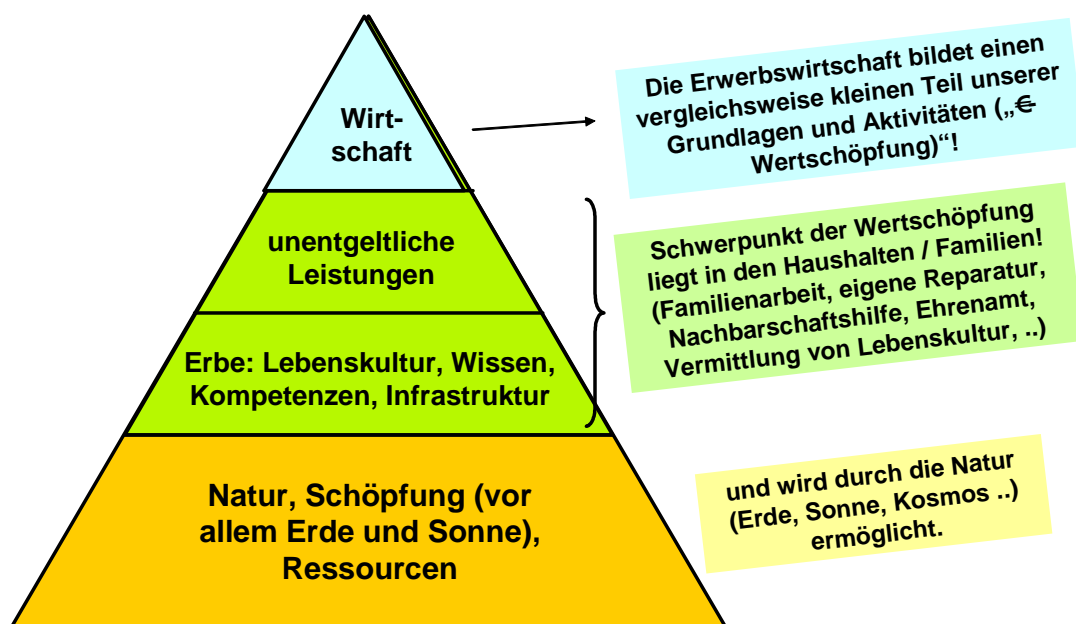 Wirt-
schaft
Die Erwerbswirtschaft bildet einen
vergleichsweise kleinen Teil unserer
Grundlagen und Aktivitäten („€-
Wertschöpfung)“!
unentgeltliche
Leistungen
Erbe: Lebenskultur, Wissen,
Kompetenzen, Infrastruktur
Schwerpunkt der Wertschöpfung
liegt in den Haushalten / Familien!
(Familienarbeit, eigene Reparatur,
Nachbarschaftshilfe, Ehrenamt,
Vermittlung von Lebenskultur, ..)
Natur, Schöpfung (vor
allem Erde und Sonne),
Ressourcen
und wird durch die Natur
(Erde, Sonne, Kosmos ..)
ermöglicht.